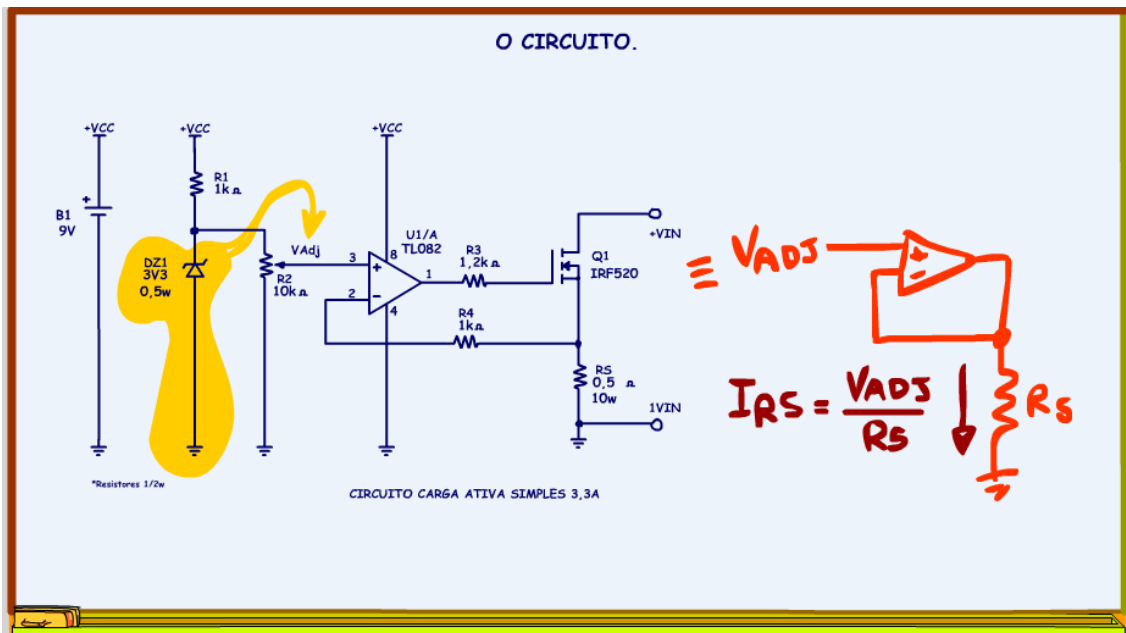 O CIRCUITO.
+VCC
+VCC
+VCC
R1
1kΩ
B1
9V
+
DZ1
3V3
0,5w
VAdj
R2
10kΩ
U1/A
TL082
3
+
8
2
-
4
1
R3
1,2kΩ
R4
1kΩ
Q1
IRF520
+VIN
RS
0,5 Ω
10w
1VIN
*Resistores 1/2w
CIRCUITO CARGA ATIVA SIMPLES 3,3A
≡ VADJ
+
-
IRS = VADJ
RS
RS